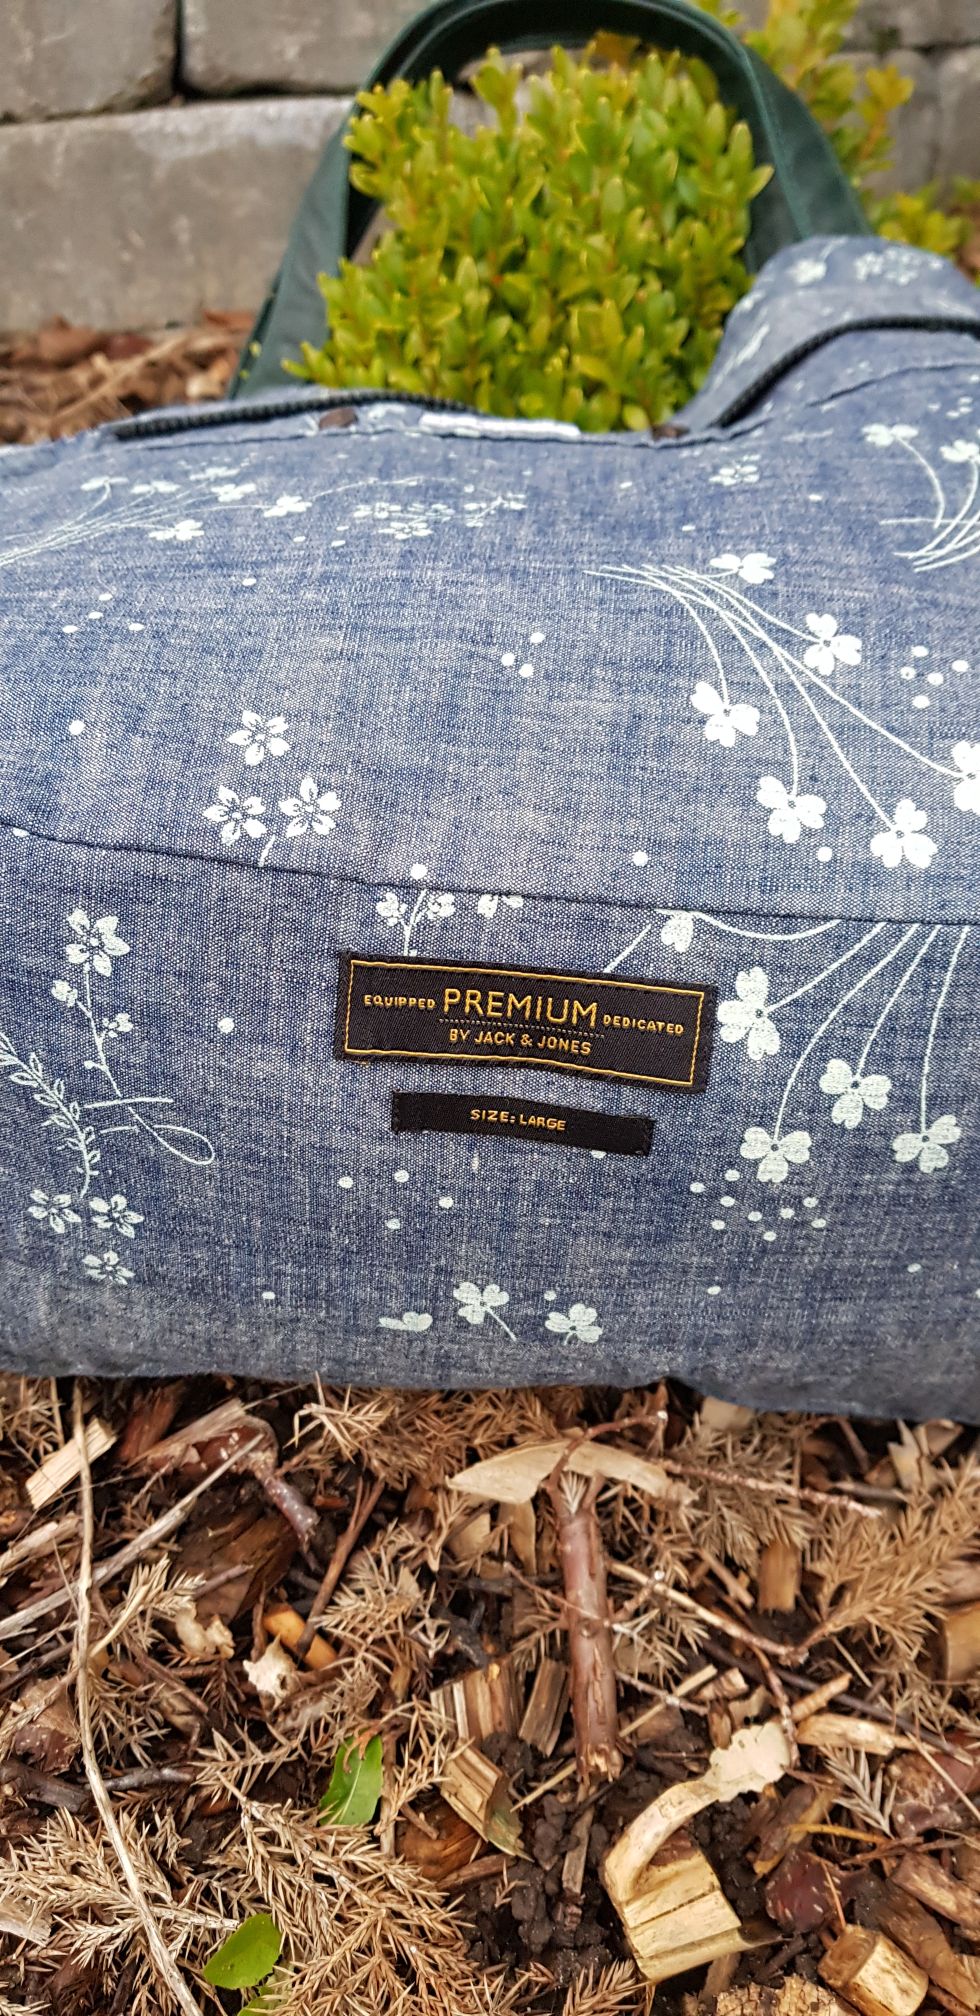 EQUIPPED PREMIUM DEDICATED
BY JACK & JONES
SIZE: LARGE